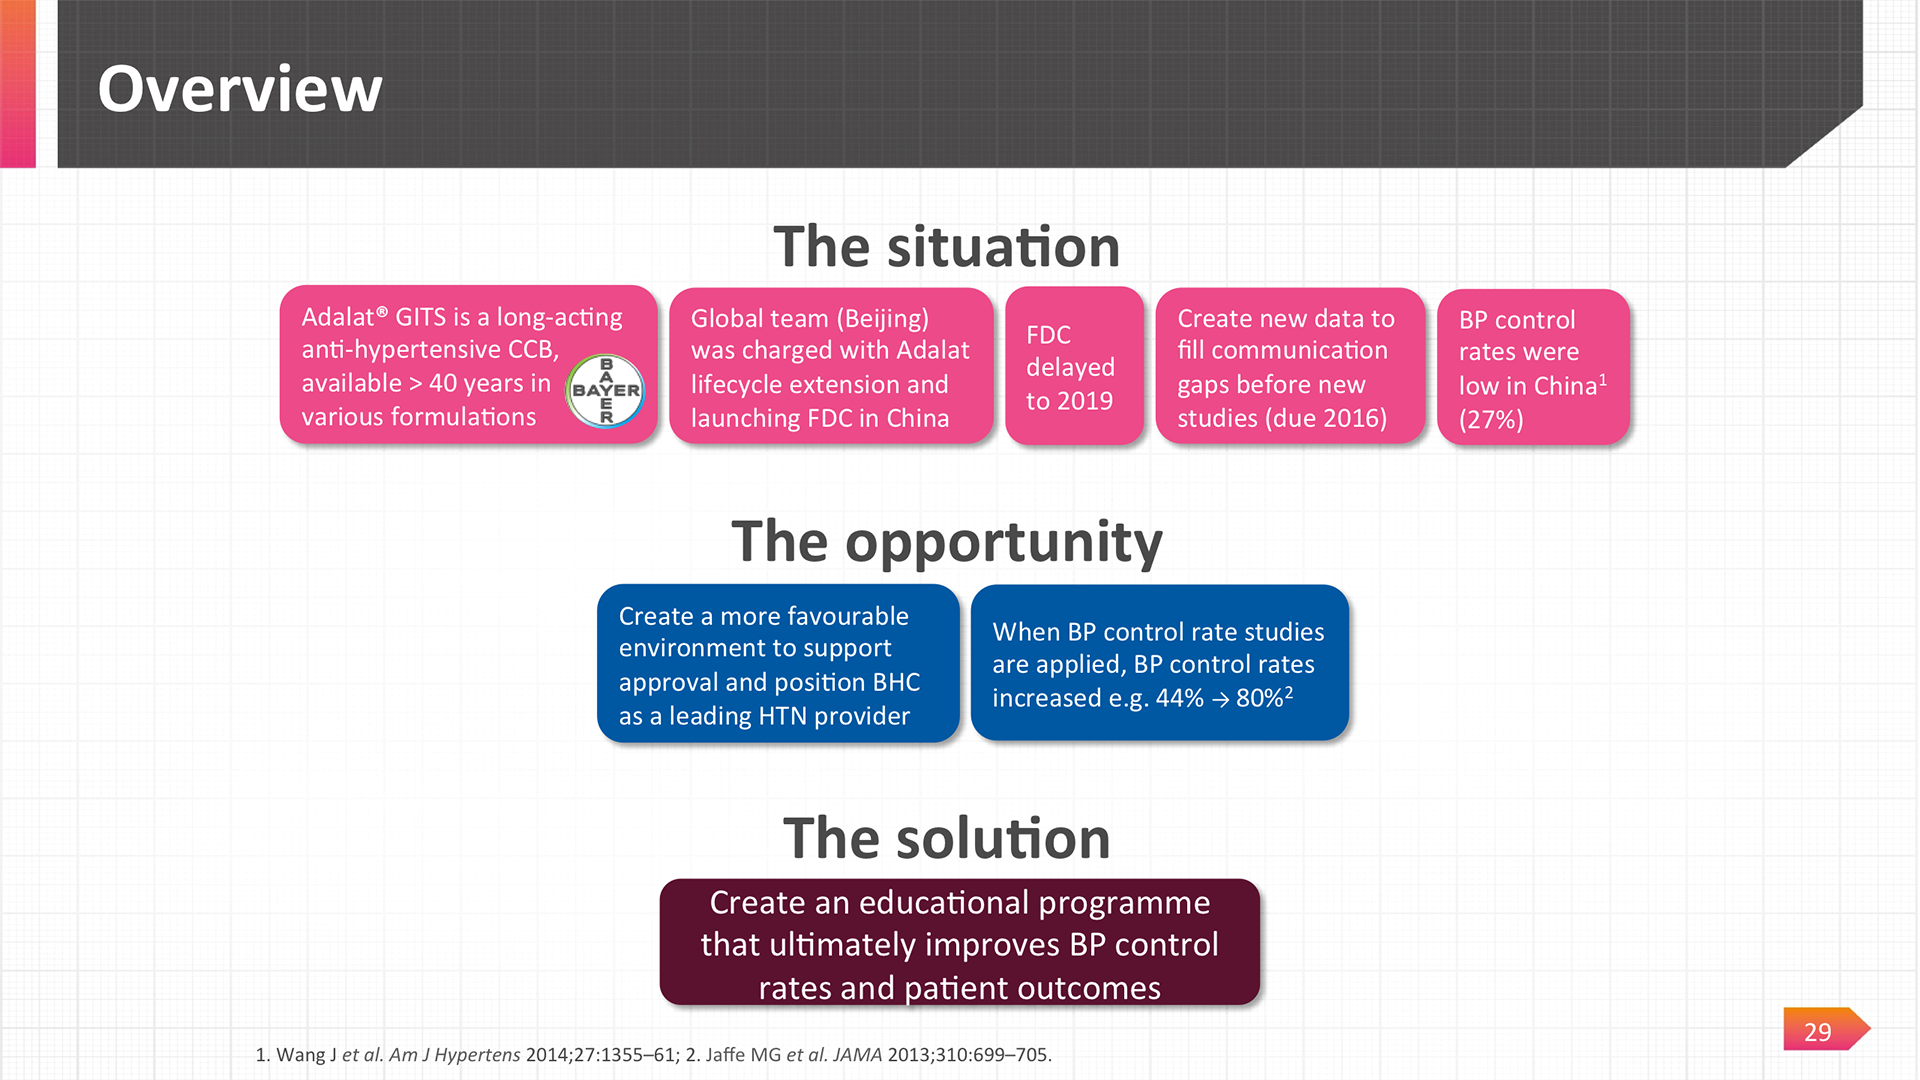 Overview
The situation
Adalat® GITS is a long-acting
anti-hypertensive CCB,
available > 40 years in
various formulations
BAYER
BAYER
Global team (Beijing)
was charged with Adalat
lifecycle extension and
launching FDC in China
FDC
delayed
to 2019
Create new data to
fill communication
gaps before new
studies (due 2016)
BP control
rates were
low in China¹
(27%)
The opportunity
Create a more favourable
environment to support
approval and position BHC
as a leading HTN provider
When BP control rate studies
are applied, BP control rates
increased e.g. 44% → 80%²
The solution
Create an educational programme
that ultimately improves BP control
rates and patient outcomes
1. Wang J et al. Am J Hypertens 2014;27:1355–61; 2. Jaffe MG et al. JAMA 2013;310:699–705.
29